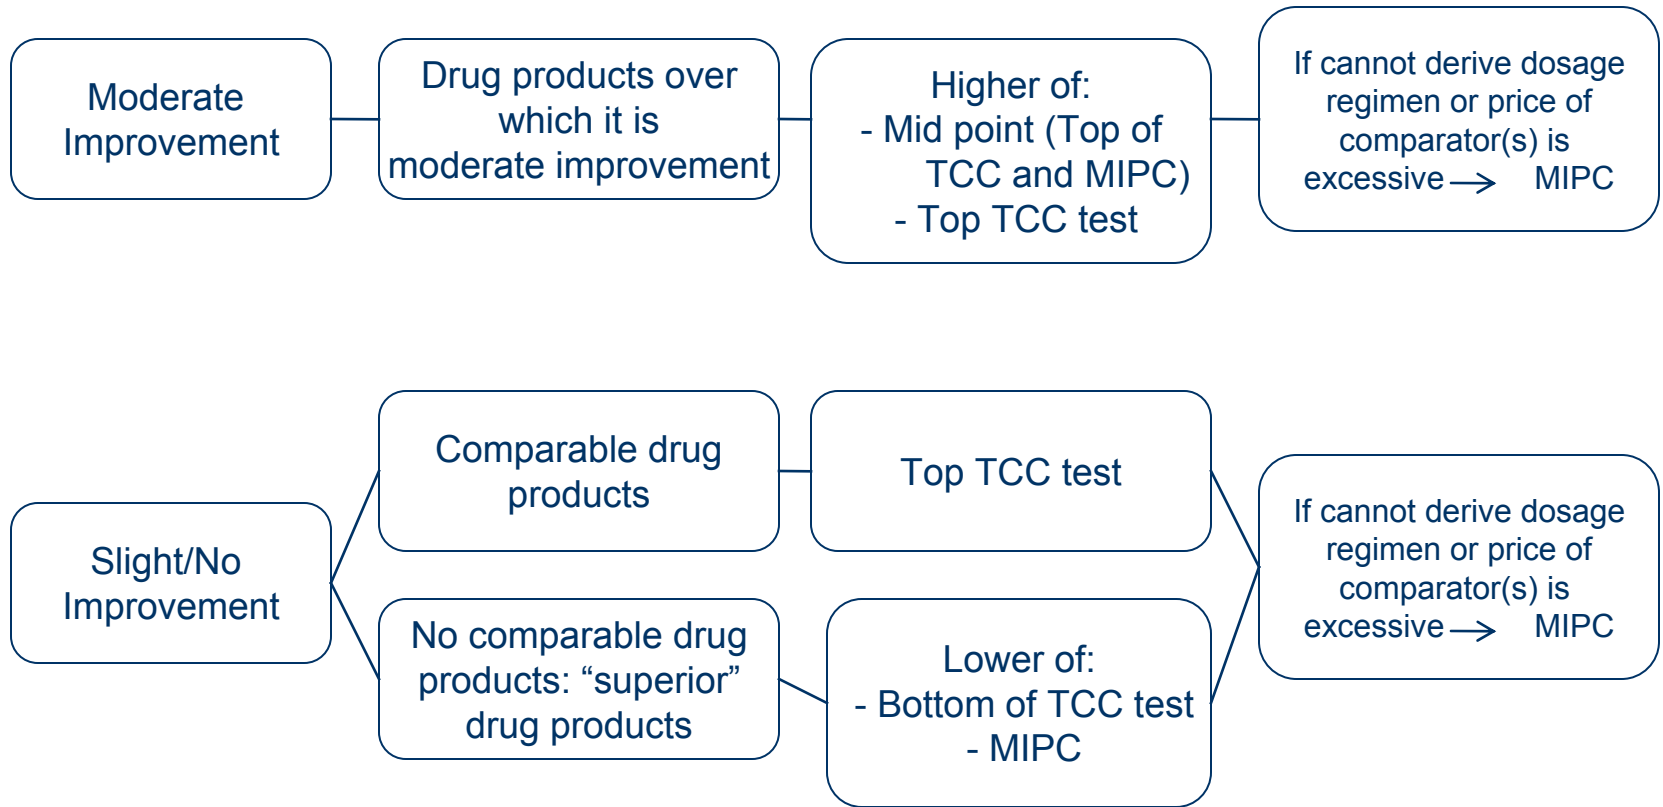 Moderate
Improvement
Drug products over
which it is
moderate improvement
Higher of:
- Mid point (Top of
TCC and MIPC)
- Top TCC test
If cannot derive dosage
regimen or price of
comparator(s) is
excessive → MIPC
Slight/No
Improvement
Comparable drug
products
Top TCC test
No comparable drug
products: “superior”
drug products
Lower of:
- Bottom of TCC test
- MIPC
If cannot derive dosage
regimen or price of
comparator(s) is
excessive → MIPC